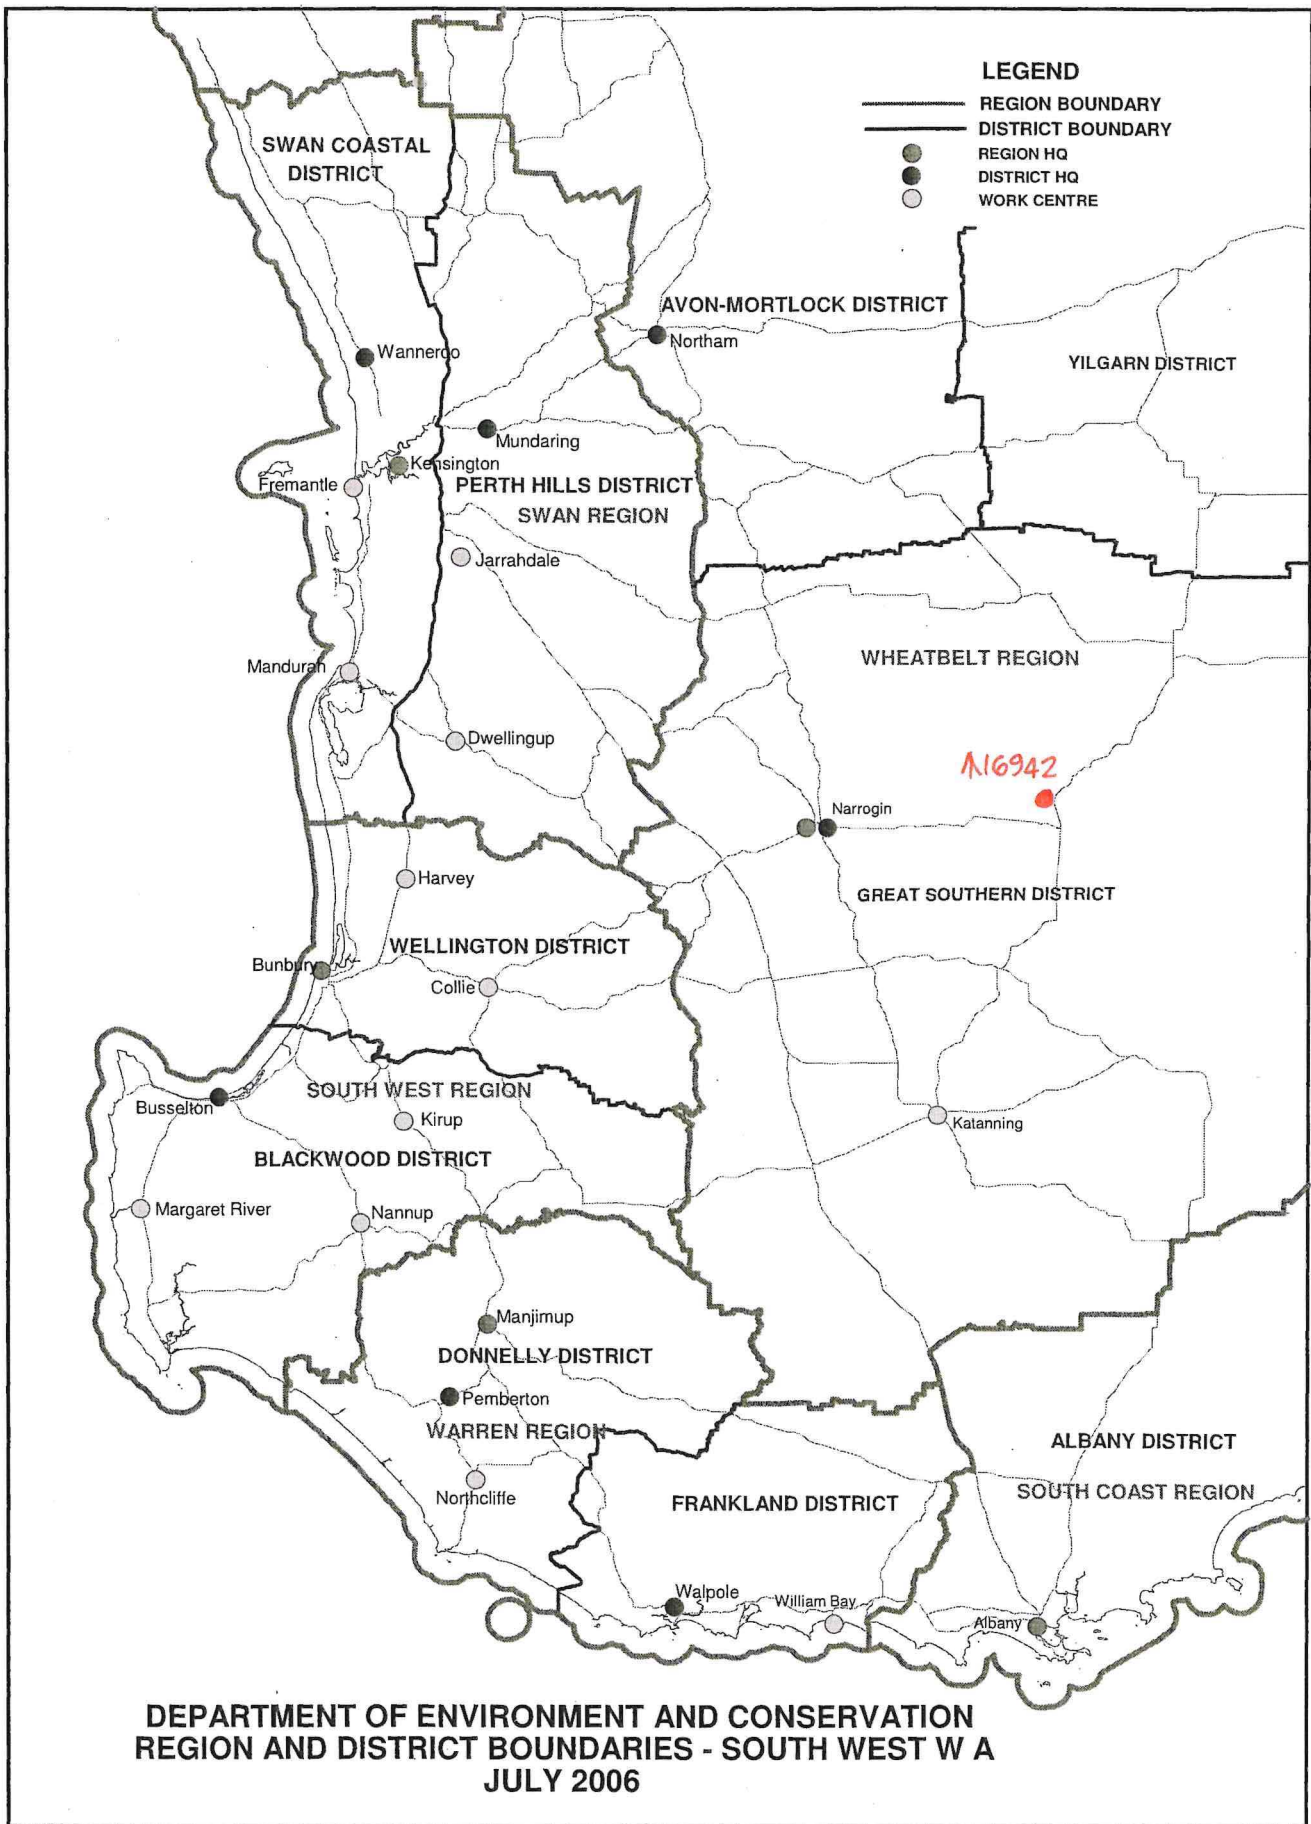 LEGEND
REGION BOUNDARY
DISTRICT BOUNDARY
REGION HQ
DISTRICT HQ
WORK CENTRE
SWAN COASTAL
DISTRICT
AVON-MORTLOCK DISTRICT
Northam
YILGARN DISTRICT
Wanneroo
Mundaring
Kensington
Fremantle
PERTH HILLS DISTRICT
SWAN REGION
Jarrahdale
WHEATBELT REGION
Mandurah
Dwellingup
A16942
Narrogin
Harvey
GREAT SOUTHERN DISTRICT
WELLINGTON DISTRICT
Bunbury
Collie
SOUTH WEST REGION
Busselton
Kirup
Katanning
BLACKWOOD DISTRICT
Margaret River
Nannup
Manjimup
DONNELLY DISTRICT
Pemberton
WARREN REGION
ALBANY DISTRICT
Northcliffe
FRANKLAND DISTRICT
SOUTH COAST REGION
Walpole
William Bay
Albany
DEPARTMENT OF ENVIRONMENT AND CONSERVATION
REGION AND DISTRICT BOUNDARIES - SOUTH WEST W A
JULY 2006